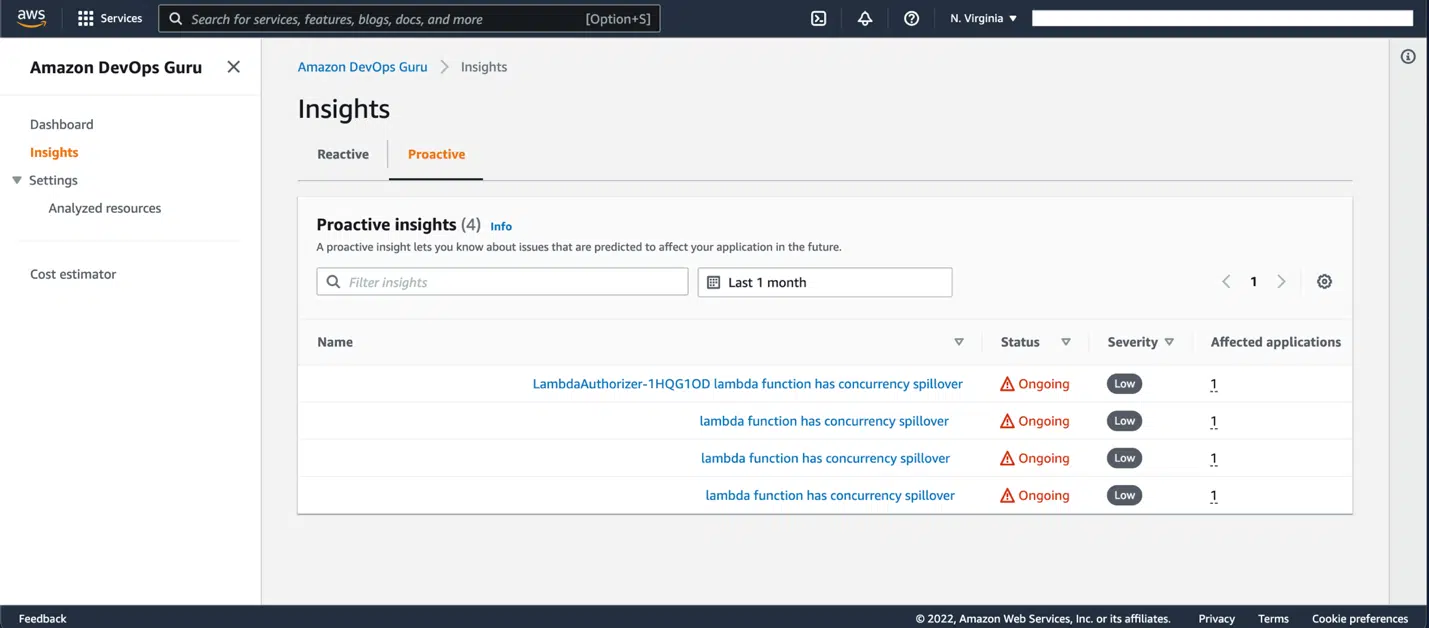 aws Services Search for services, features, blogs, docs, and more [Option+S] N. Virginia ▼
Amazon DevOps Guru
Dashboard
Insights
Settings
Analyzed resources
Cost estimator
Amazon DevOps Guru > Insights
Insights
Reactive Proactive
Proactive insights (4) Info
A proactive insight lets you know about issues that are predicted to affect your application in the future.
Filter insights Last 1 month 1
Name Status Severity Affected applications
LambdaAuthorizer-1HQG1OD lambda function has concurrency spillover Ongoing Low 1
lambda function has concurrency spillover Ongoing Low 1
lambda function has concurrency spillover Ongoing Low 1
lambda function has concurrency spillover Ongoing Low 1
Feedback © 2022, Amazon Web Services, Inc. or its affiliates. Privacy Terms Cookie preferences